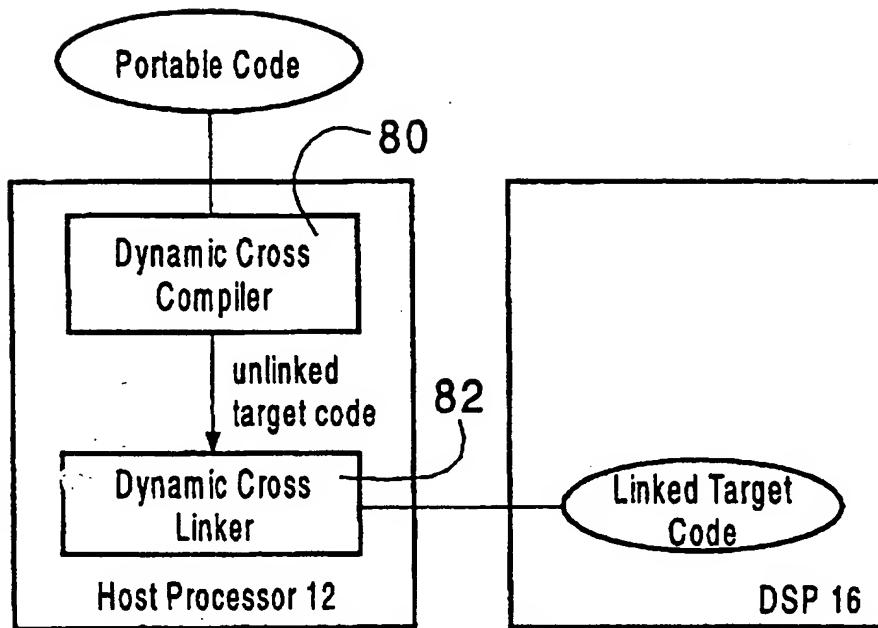 Portable Code
80
Dynamic Cross
Compiler
unlinked
target code
82
Dynamic Cross
Linker
Linked Target
Code
Host Processor 12
DSP 16